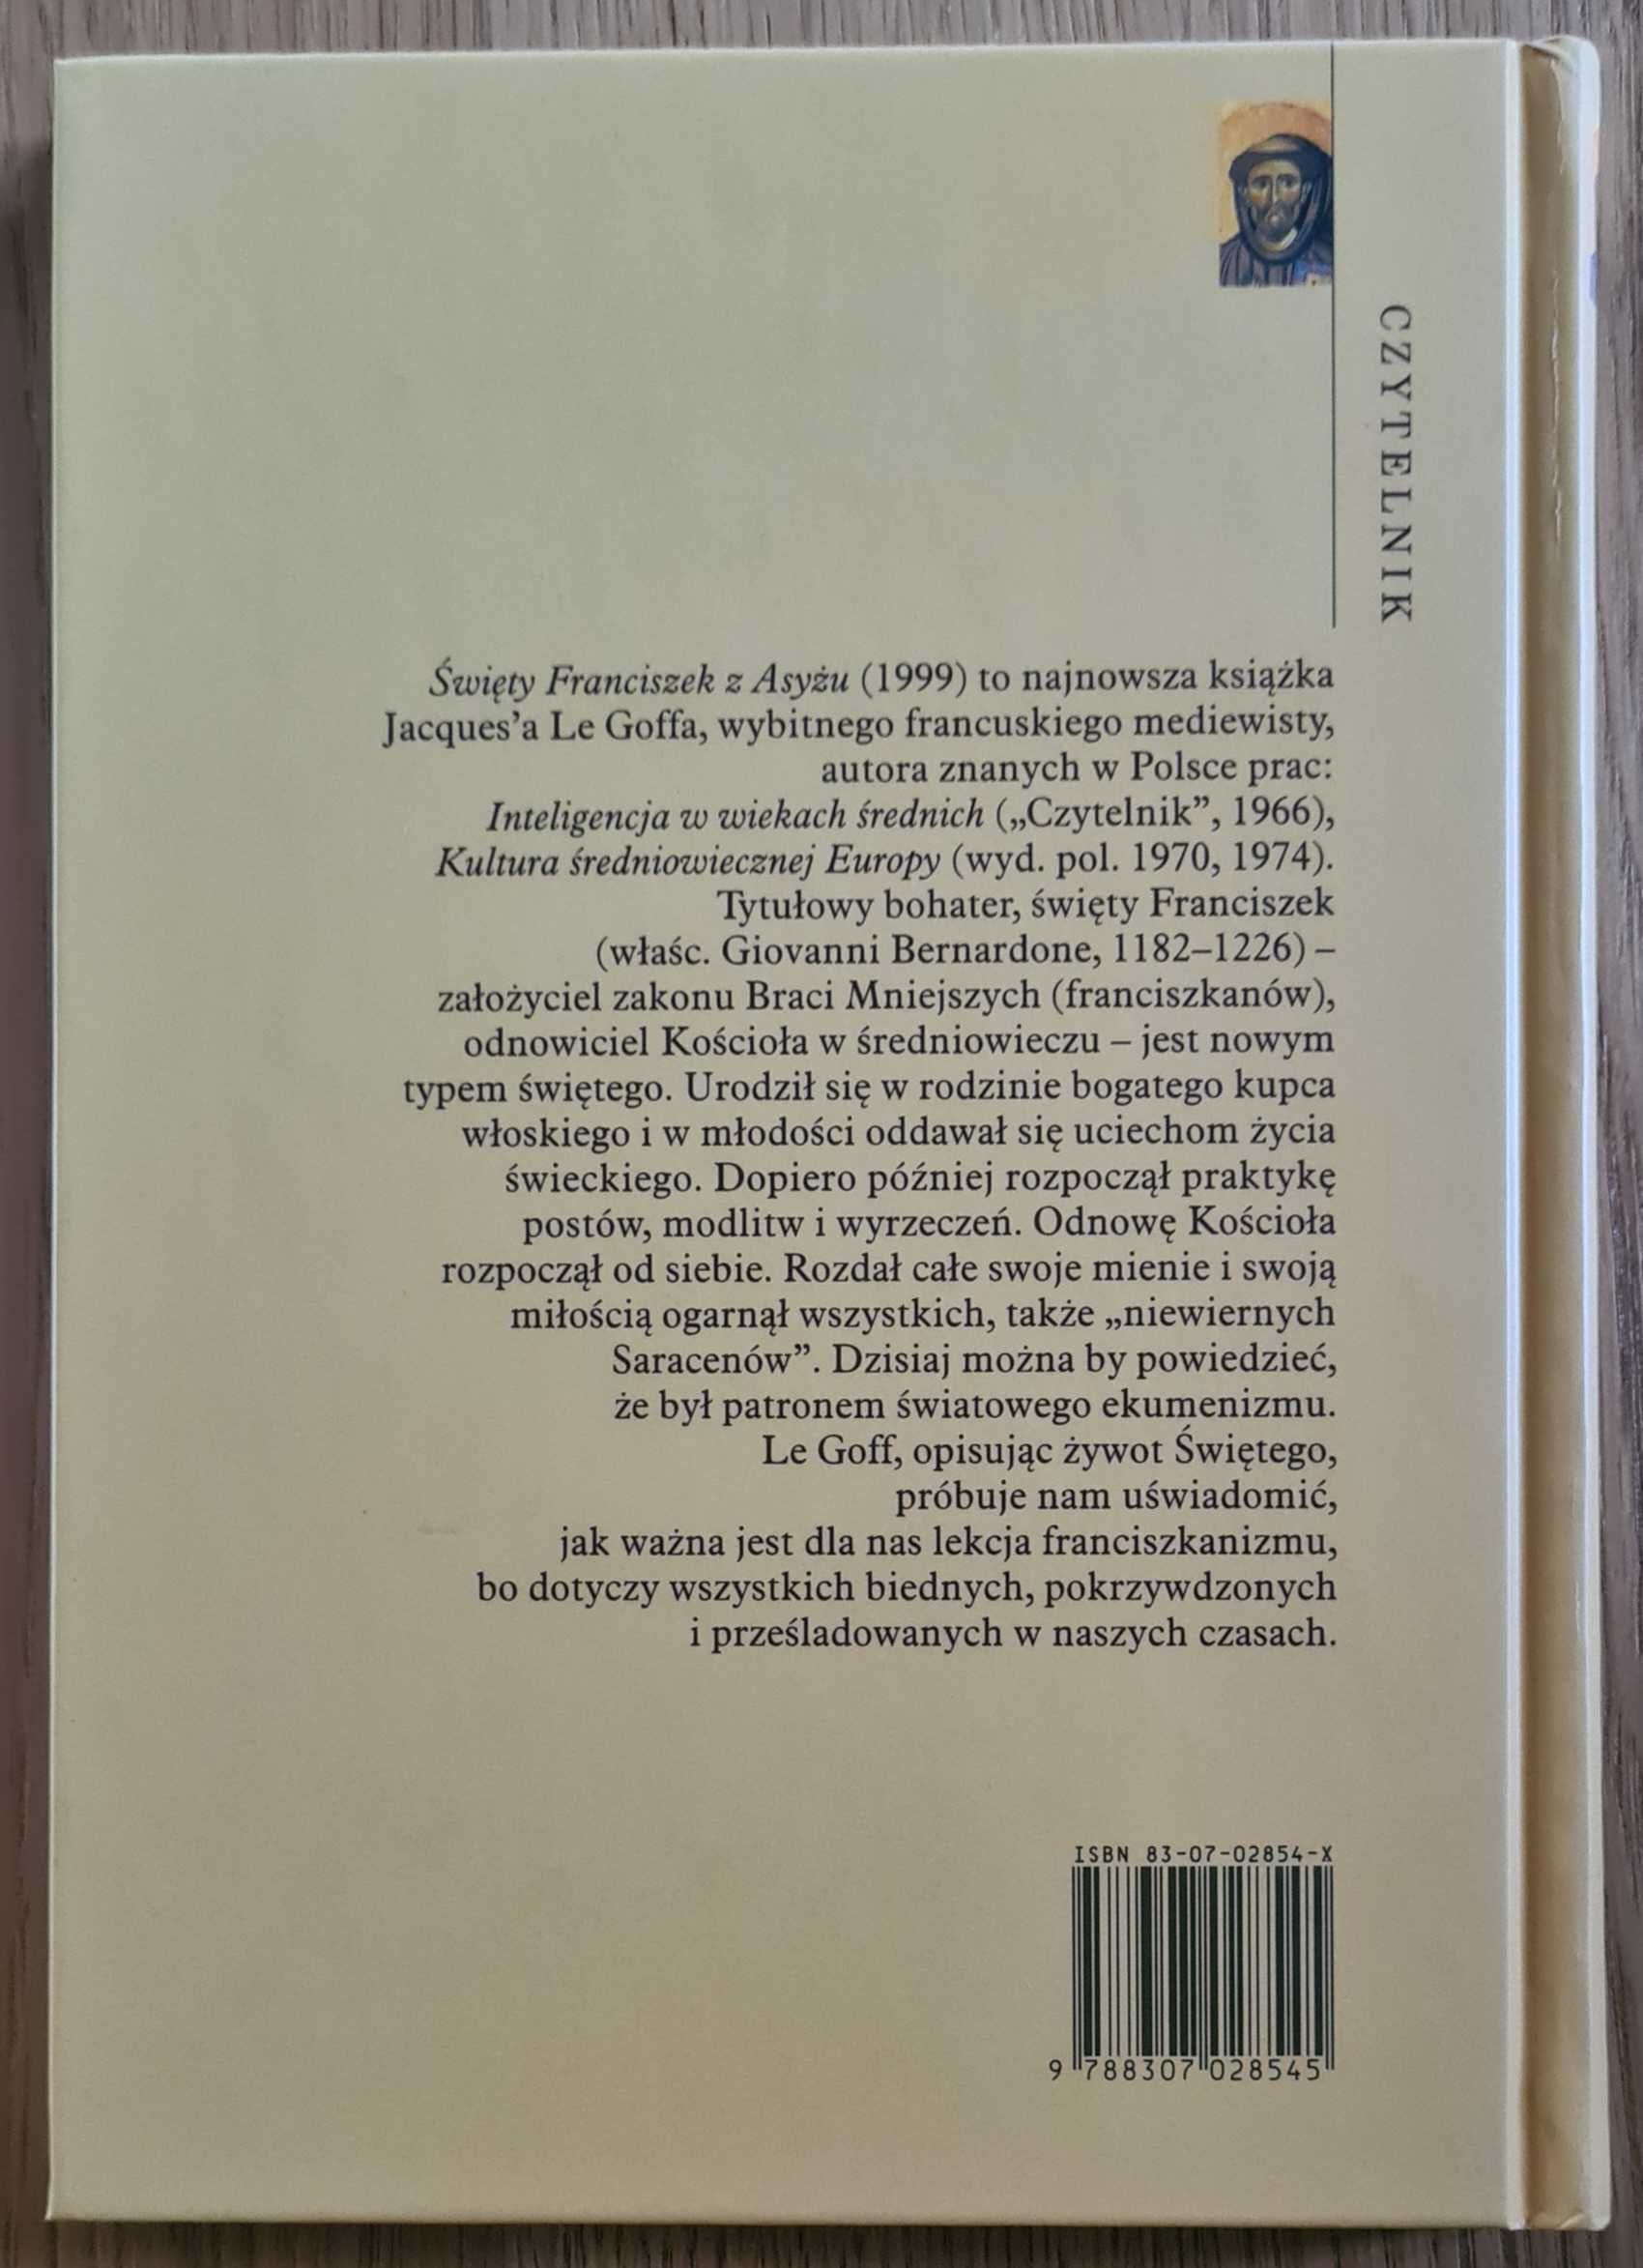 CZYTELNIK
Święty Franciszek z Asyżu (1999) to najnowsza książka
Jacques’a Le Goffa, wybitnego francuskiego mediewisty,
autora znanych w Polsce prac:
Inteligencja w wiekach średnich („Czytelnik”, 1966),
Kultura średniowiecznej Europy (wyd. pol. 1970, 1974).
Tytułowy bohater, święty Franciszek
(właśc. Giovanni Bernardone, 1182–1226) –
założyciel zakonu Braci Mniejszych (franciszkanów),
odnowiciel Kościoła w średniowieczu – jest nowym
typem świętego. Urodził się w rodzinie bogatego kupca
włoskiego i w młodości oddawał się uciechom życia
świeckiego. Dopiero później rozpoczął praktykę
postów, modlitw i wyrzeczeń. Odnowę Kościoła
rozpoczął od siebie. Rozdał całe swoje mienie i swoją
miłością ogarnął wszystkich, także „niewiernych
Saracenów”. Dzisiaj można by powiedzieć,
że był patronem światowego ekumenizmu.
Le Goff, opisując żywot Świętego,
próbuje nam uświadomić,
jak ważna jest dla nas lekcja franciszkanizmu,
bo dotyczy wszystkich biednych, pokrzywdzonych
i prześladowanych w naszych czasach.
ISBN 83-07-02854-X
9 788307 028545